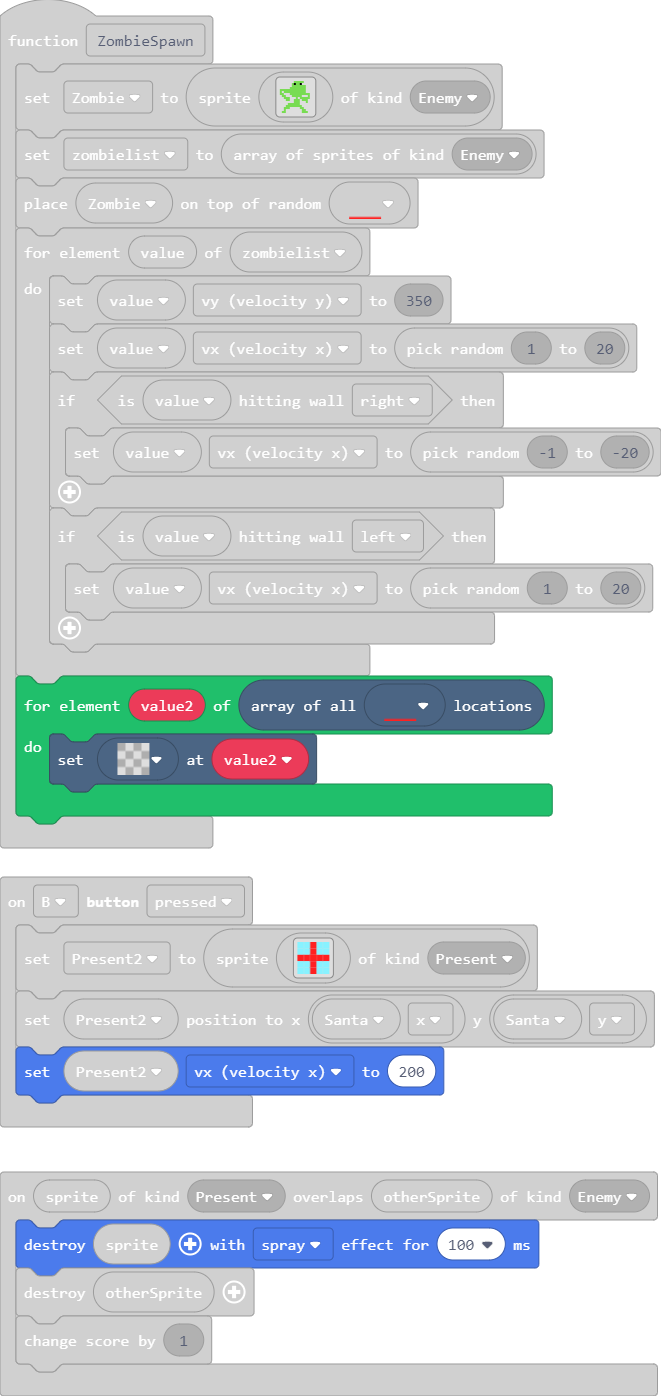 function ZombieSpawn
set Zombie to sprite of kind Enemy
set zombielist to array of sprites of kind Enemy
place Zombie on top of random
for element value of zombielist
do
set value vy (velocity y) to 350
set value vx (velocity x) to pick random 1 to 20
if is value hitting wall right then
set value vx (velocity x) to pick random -1 to -20
if is value hitting wall left then
set value vx (velocity x) to pick random 1 to 20
for element value2 of array of all locations
do
set at value2
on B button pressed
set Present2 to sprite of kind Present
set Present2 position to x Santa x y Santa y
set Present2 vx (velocity x) to 200
on sprite of kind Present overlaps otherSprite of kind Enemy
destroy sprite with spray effect for 100 ms
destroy otherSprite
change score by 1